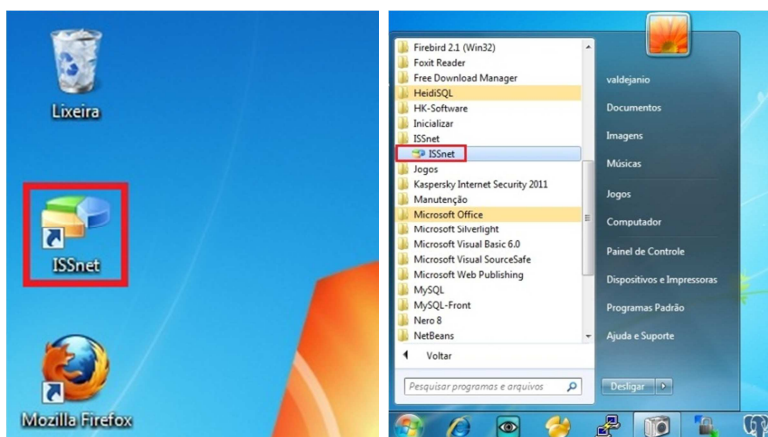 Lixeira
ISSnet
Mozilla Firefox
Firebird 2.1 (Win32)
Foxit Reader
Free Download Manager
HeidiSQL
HK-Software
Inicializar
ISSnet
ISSnet
Jogos
Kaspersky Internet Security 2011
Manutenção
Microsoft Office
Microsoft Silverlight
Microsoft Visual Basic 6.0
Microsoft Visual SourceSafe
Microsoft Web Publishing
MySQL
MySQL-Front
Nero 8
NetBeans
Voltar
Pesquisar programas e arquivos
valdejanio
Documentos
Imagens
Músicas
Jogos
Computador
Painel de Controle
Dispositivos e Impressoras
Programas Padrão
Ajuda e Suporte
Desligar